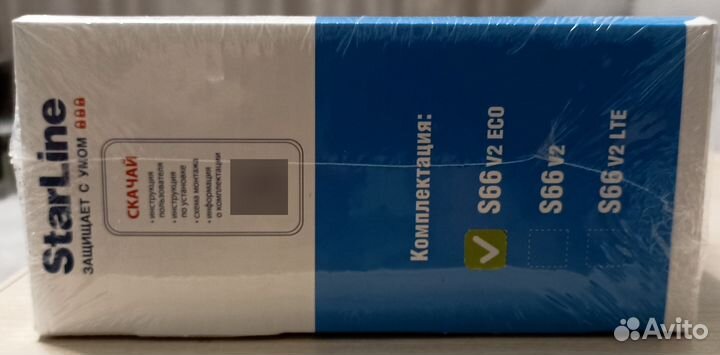 StarLine
ЗАЩИЩАЕТ С УМОМ
СКАЧАЙ
• инструкция
пользователя
• инструкция
по установке
• схема монтажа
• информация
о комплектации
Комплектация:
S66 V2 ECO
S66 V2
S66 V2 LTE
Avito